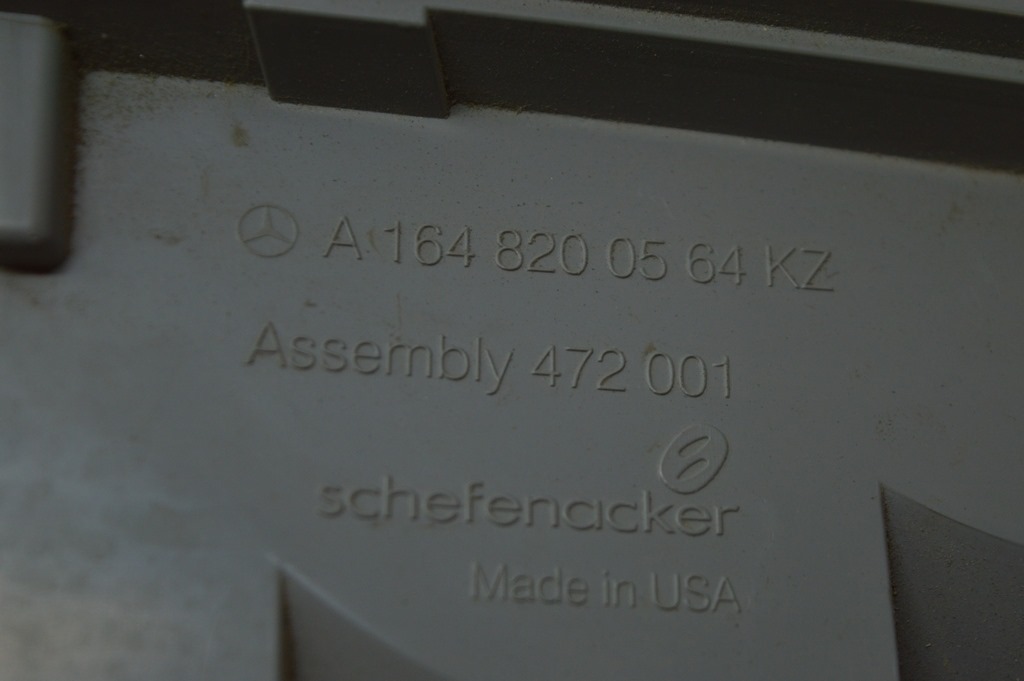 A 164 820 05 64 KZ
Assembly 472 001
schefenacker
Made in USA